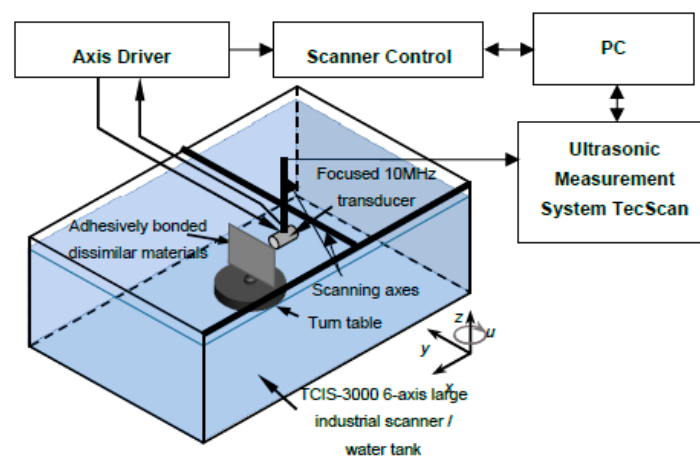 Axis Driver
Scanner Control
PC
Ultrasonic
Measurement
System TecScan
Focused 10MHz
transducer
Adhesively bonded
dissimilar materials
Scanning axes
Turn table
z
u
y
x
TCIS-3000 6-axis large
industrial scanner /
water tank